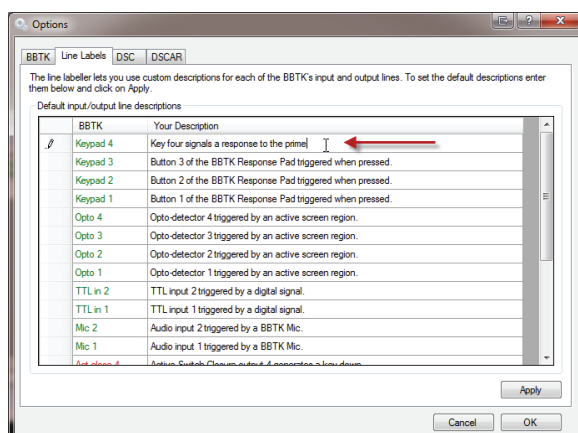 Options
BBTK Line Labels DSC DSCAR
The line labeller lets you use custom descriptions for each of the BBTK's input and output lines. To set the default descriptions enter
them below and click on Apply.
Default input/output line descriptions
BBTK Your Description
Keypad 4 Key four signals a response to the prime
Keypad 3 Button 3 of the BBTK Response Pad triggered when pressed.
Keypad 2 Button 2 of the BBTK Response Pad triggered when pressed.
Keypad 1 Button 1 of the BBTK Response Pad triggered when pressed.
Opto 4 Opto-detector 4 triggered by an active screen region.
Opto 3 Opto-detector 3 triggered by an active screen region.
Opto 2 Opto-detector 2 triggered by an active screen region.
Opto 1 Opto-detector 1 triggered by an active screen region.
TTL in 2 TTL input 2 triggered by a digital signal.
TTL in 1 TTL input 1 triggered by a digital signal.
Mic 2 Audio input 2 triggered by a BBTK Mic.
Mic 1 Audio input 1 triggered by a BBTK Mic.
Act close 4 Active Switch Closure output 4 generates a key down.
Apply
Cancel OK